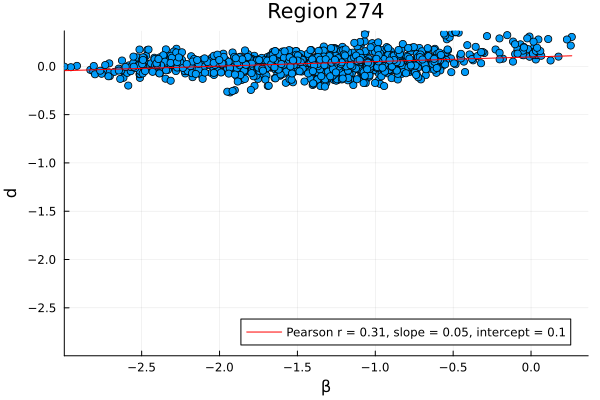 Region 274
0.0
−0.5
−1.0
−1.5
−2.0
−2.5
d
Pearson r = 0.31, slope = 0.05, intercept = 0.1
−2.5 −2.0 −1.5 −1.0 −0.5 0.0
β